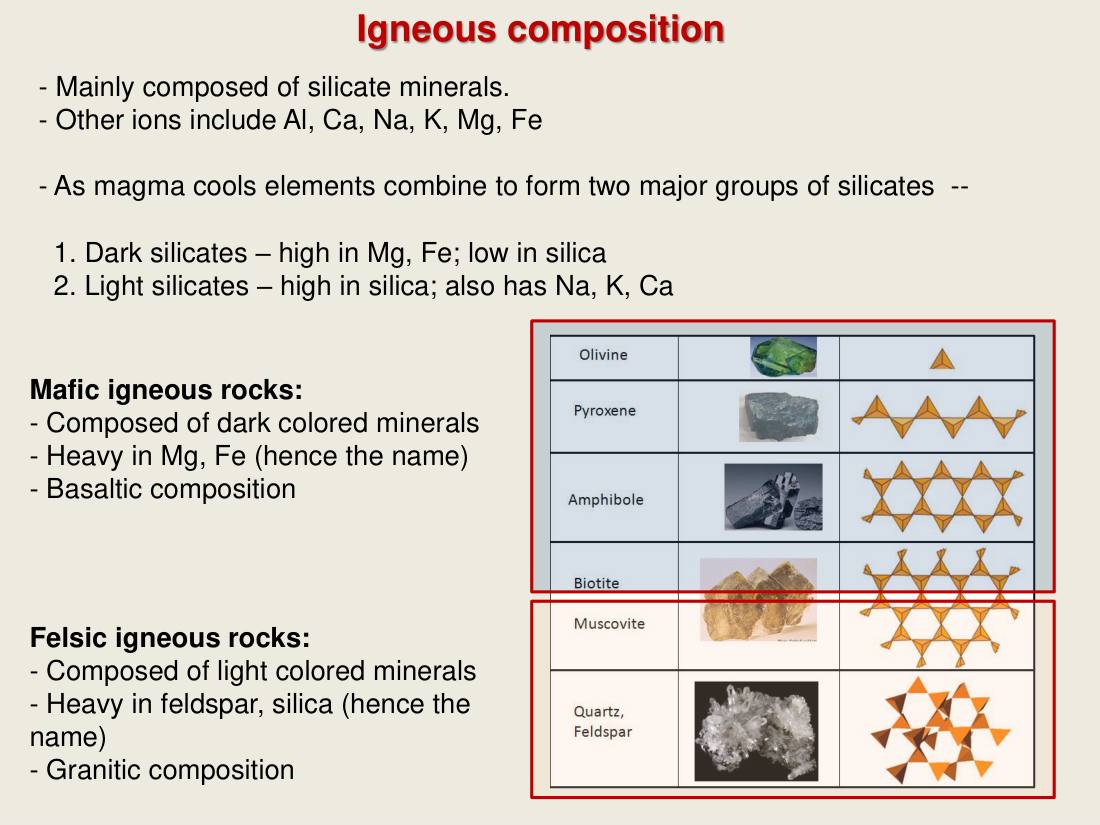 Igneous composition
- Mainly composed of silicate minerals.
- Other ions include Al, Ca, Na, K, Mg, Fe
- As magma cools elements combine to form two major groups of silicates --
1. Dark silicates – high in Mg, Fe; low in silica
2. Light silicates – high in silica; also has Na, K, Ca
Mafic igneous rocks:
- Composed of dark colored minerals
- Heavy in Mg, Fe (hence the name)
- Basaltic composition
Felsic igneous rocks:
- Composed of light colored minerals
- Heavy in feldspar, silica (hence the
name)
- Granitic composition
Olivine
Pyroxene
Amphibole
Biotite
Muscovite
Quartz,
Feldspar